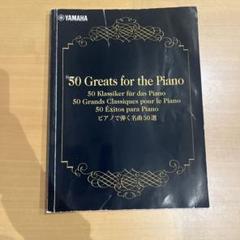 YAMAHA
"50 Greats for the Piano
50 Klassiker für das Piano
50 Grands Classiques pour le Piano
50 Éxitos para Piano
ピアノで弾く名曲50選